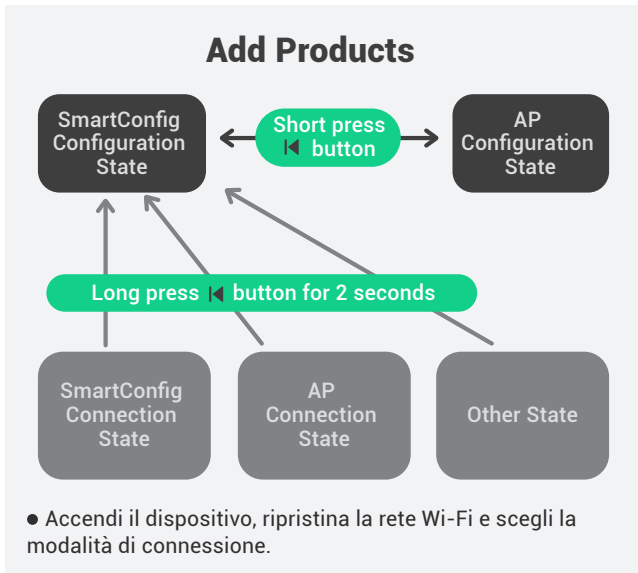 Add Products
SmartConfig
Configuration
State
Short press
button
AP
Configuration
State
Long press button for 2 seconds
SmartConfig
Connection
State
AP
Connection
State
Other State
● Accendi il dispositivo, ripristina la rete Wi-Fi e scegli la
modalità di connessione.